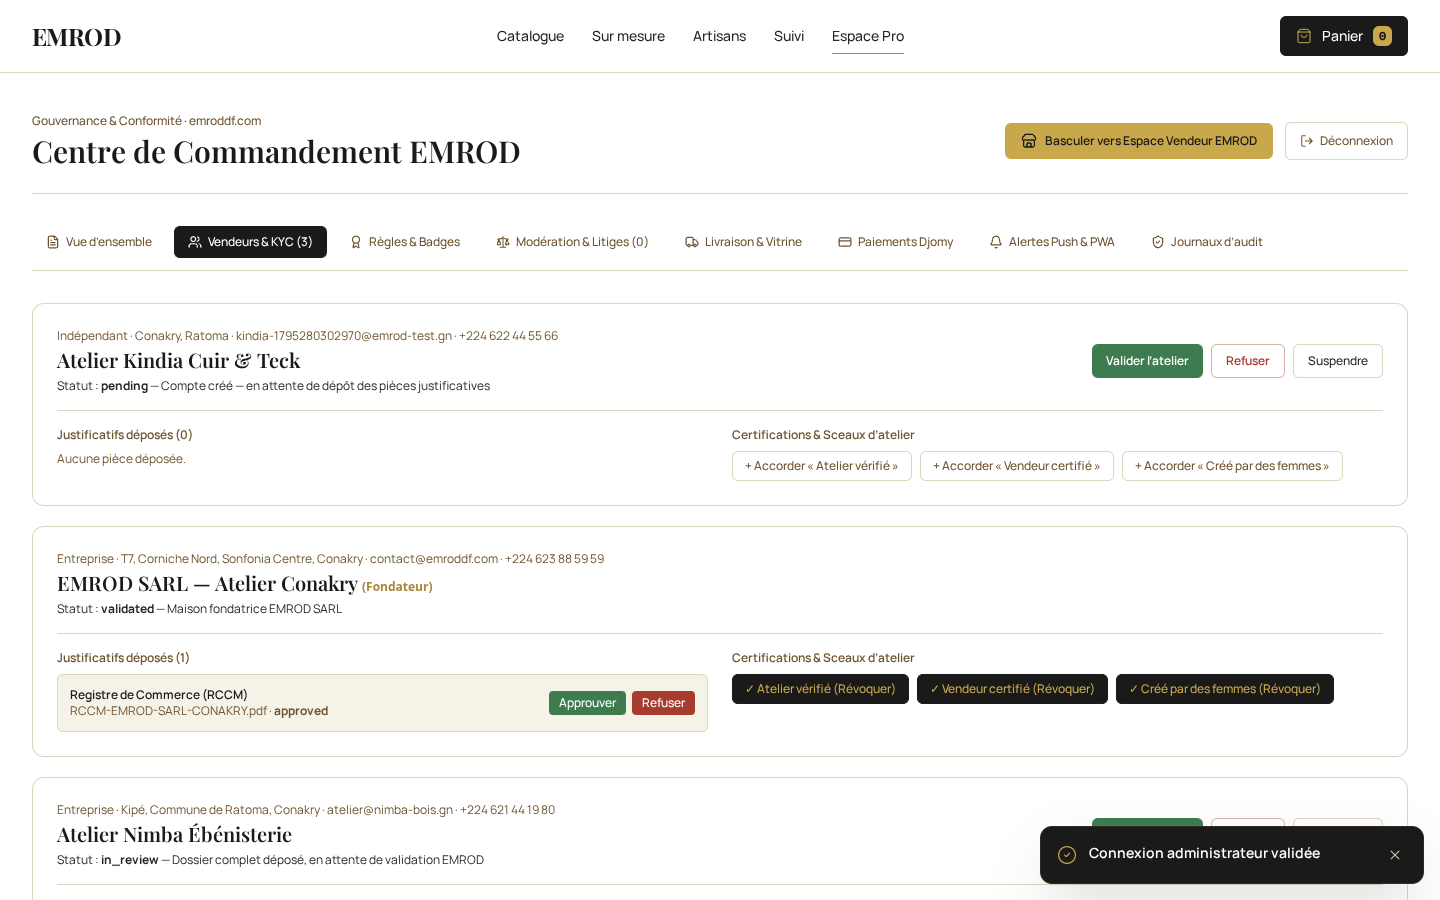 EMROD
Catalogue
Sur mesure
Artisans
Suivi
Espace Pro
Panier 0
Gouvernance & Conformité · emroddf.com
Centre de Commandement EMROD
Basculer vers Espace Vendeur EMROD
Déconnexion
Vue d'ensemble
Vendeurs & KYC (3)
Règles & Badges
Modération & Litiges (0)
Livraison & Vitrine
Paiements Djomy
Alertes Push & PWA
Journaux d'audit
Indépendant · Conakry, Ratoma · kindia-1795280302970@emrod-test.gn · +224 622 44 55 66
Atelier Kindia Cuir & Teck
Statut : pending — Compte créé — en attente de dépôt des pièces justificatives
Valider l'atelier
Refuser
Suspendre
Justificatifs déposés (0)
Aucune pièce déposée.
Certifications & Sceaux d'atelier
+ Accorder « Atelier vérifié »
+ Accorder « Vendeur certifié »
+ Accorder « Créé par des femmes »
Entreprise · T7, Corniche Nord, Sonfonia Centre, Conakry · contact@emroddf.com · +224 623 88 59 59
EMROD SARL — Atelier Conakry (Fondateur)
Statut : validated — Maison fondatrice EMROD SARL
Justificatifs déposés (1)
Registre de Commerce (RCCM)
RCCM-EMROD-SARL-CONAKRY.pdf · approved
Approuver
Refuser
Certifications & Sceaux d'atelier
✓ Atelier vérifié (Révoquer)
✓ Vendeur certifié (Révoquer)
✓ Créé par des femmes (Révoquer)
Entreprise · Kipé, Commune de Ratoma, Conakry · atelier@nimba-bois.gn · +224 621 44 19 80
Atelier Nimba Ébénisterie
Statut : in_review — Dossier complet déposé, en attente de validation EMROD
Connexion administrateur validée